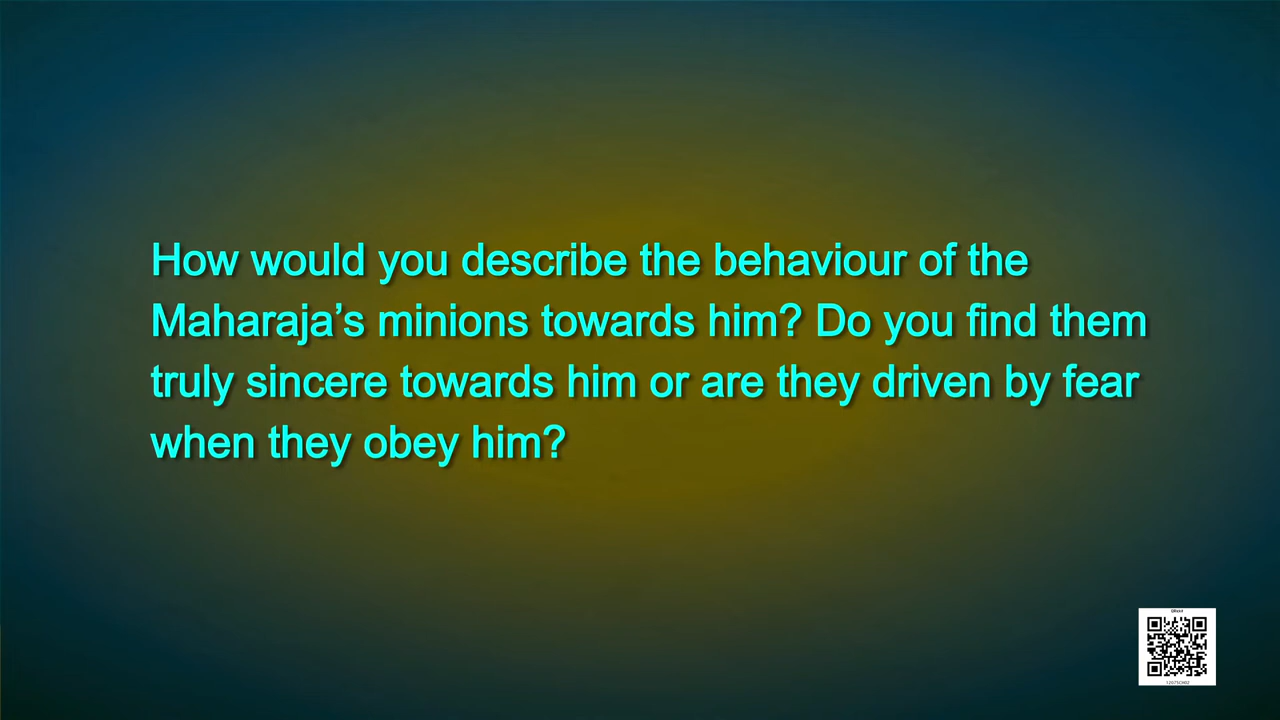 How would you describe the behaviour of the
Maharaja’s minions towards him? Do you find them
truly sincere towards him or are they driven by fear
when they obey him?